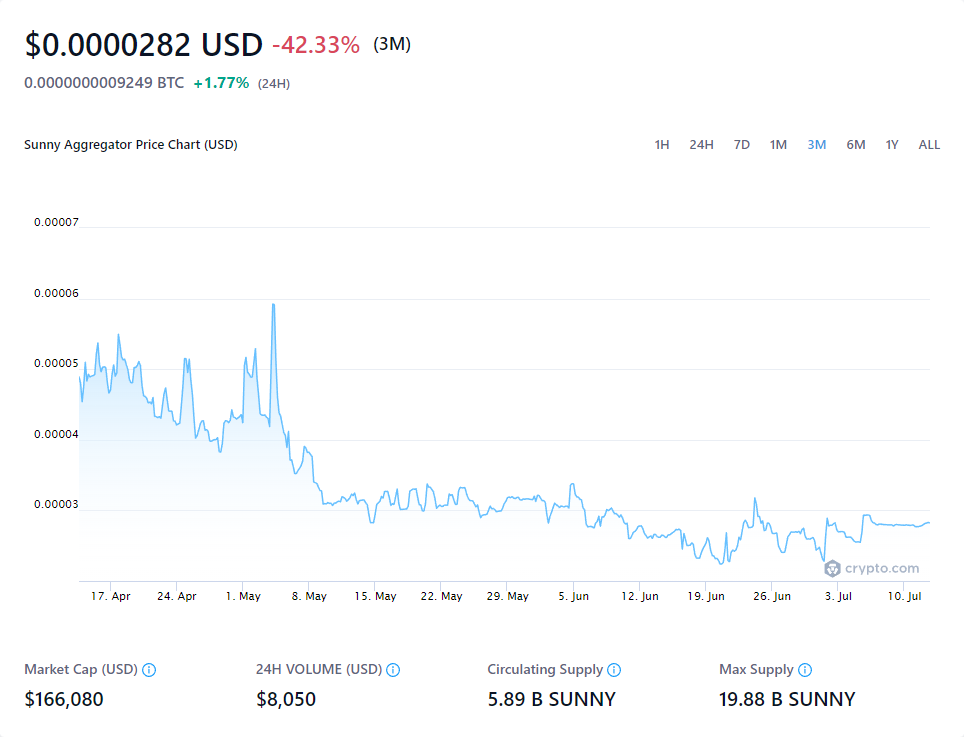 $0.0000282 USD -42.33% (3M)
0.0000000009249 BTC +1.77% (24H)
Sunny Aggregator Price Chart (USD) 1H 24H 7D 1M 3M 6M 1Y ALL
0.00007
0.00006
0.00005
0.00004
0.00003
crypto.com
17. Apr 24. Apr 1. May 8. May 15. May 22. May 29. May 5. Jun 12. Jun 19. Jun 26. Jun 3. Jul 10. Jul
Market Cap (USD) 24H VOLUME (USD) Circulating Supply Max Supply
$166,080 $8,050 5.89 B SUNNY 19.88 B SUNNY